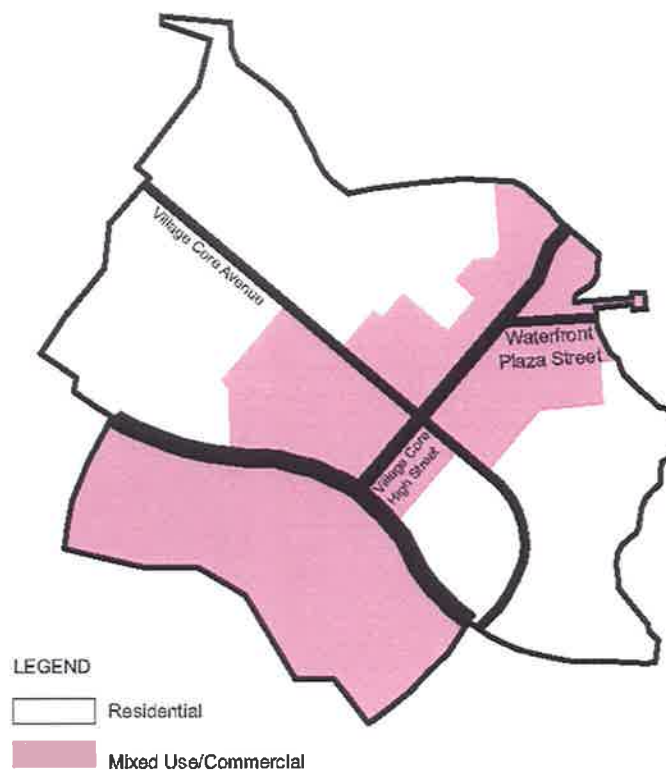 Village Core Avenue
Waterfront
Plaza Street
Village Core
High Street
LEGEND
Residential
Mixed Use/Commercial